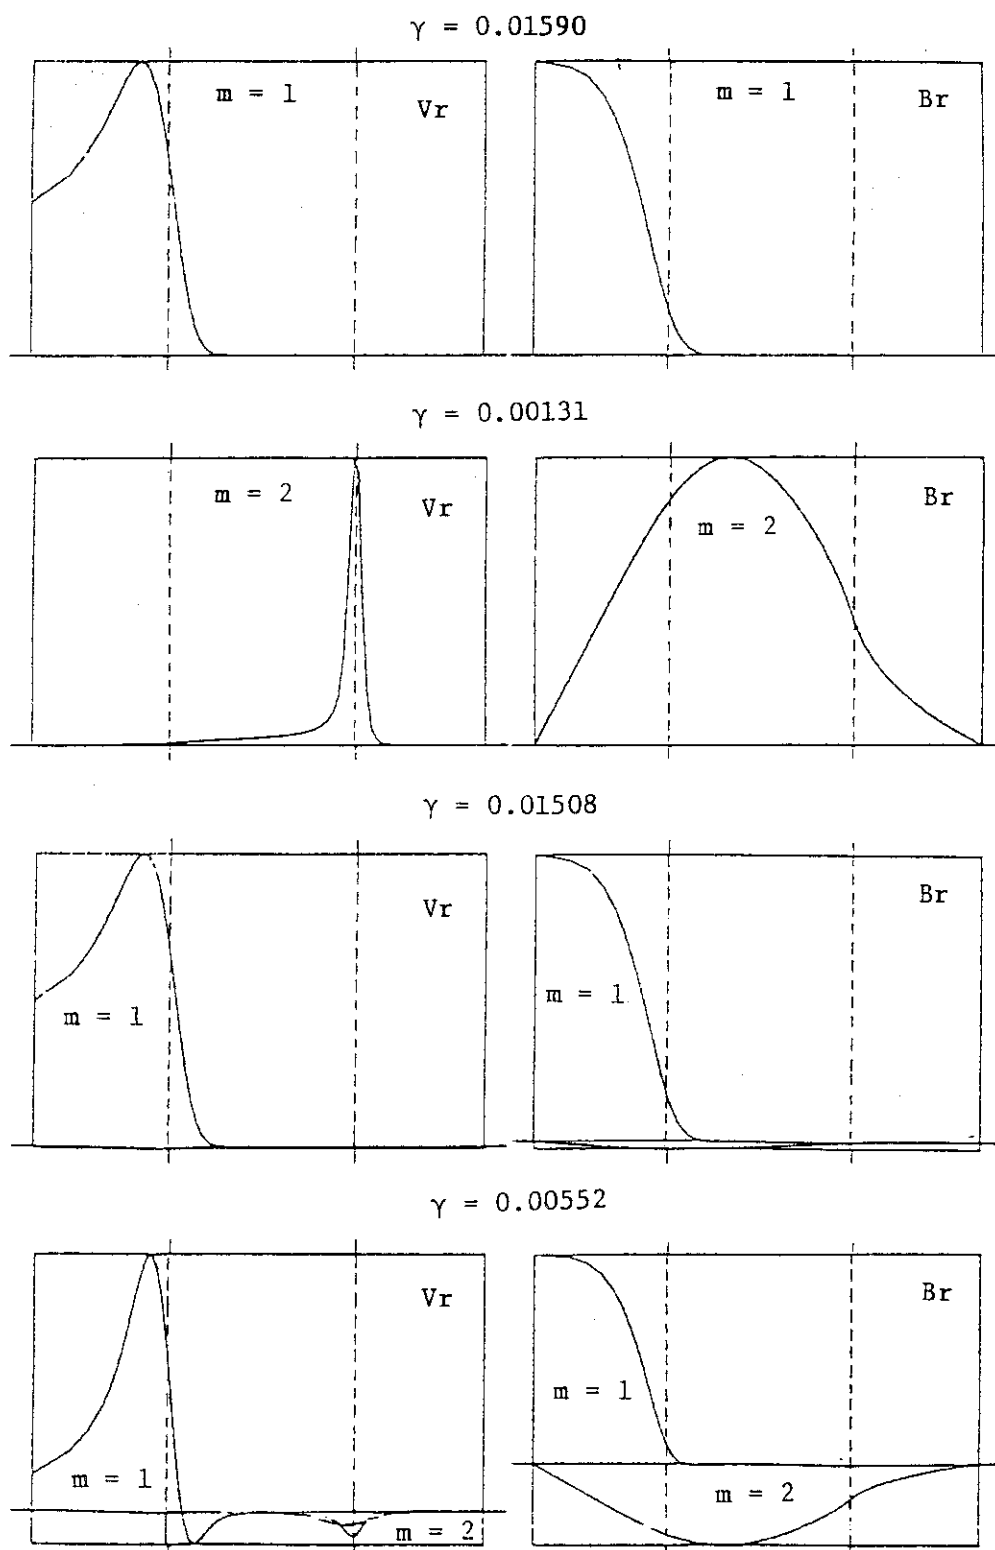 γ = 0.01590
m = 1
Vr
m = 1
Br
γ = 0.00131
m = 2
Vr
m = 2
Br
γ = 0.01508
Vr
m = 1
Br
m = 1
γ = 0.00552
Vr
m = 1
m = 2
Br
m = 1
m = 2